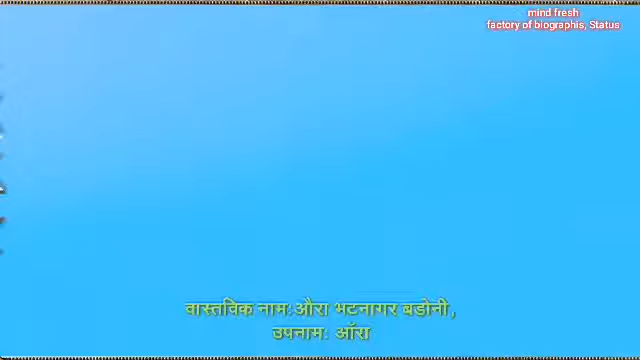 mind fresh
factory of biographis, Status
वास्तविक नामः औरा भटनागर बडोनी,
उपनामः ऑरा